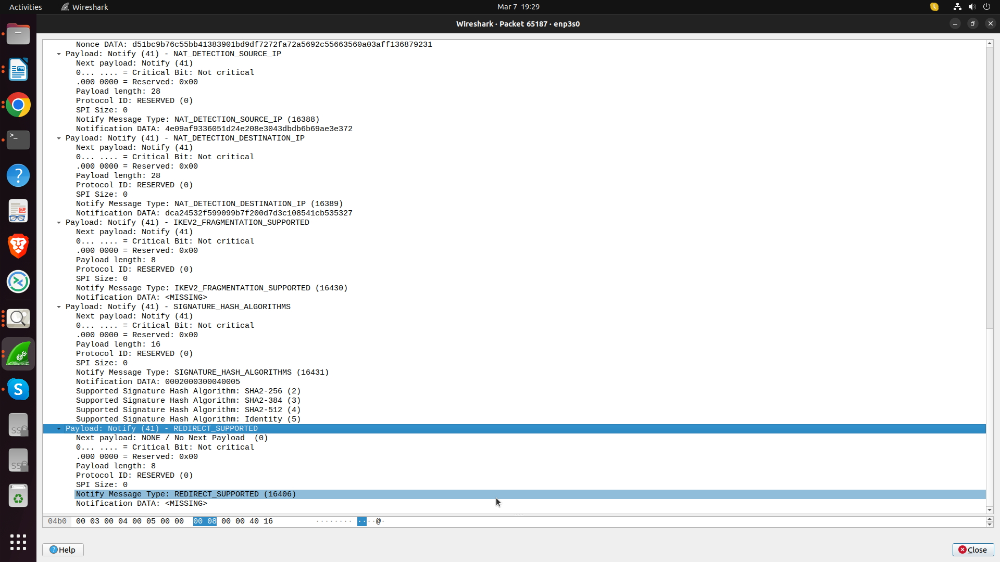 Activities Wireshark Mar 7 19:29
Wireshark · Packet 65187 · enp3s0
Nonce DATA: d51bc9b76c55bb41383901bd9df7272fa72a5692c55663560a03aff136879231
Payload: Notify (41) - NAT_DETECTION_SOURCE_IP
Next payload: Notify (41)
0... .... = Critical Bit: Not critical
.000 0000 = Reserved: 0x00
Payload length: 28
Protocol ID: RESERVED (0)
SPI Size: 0
Notify Message Type: NAT_DETECTION_SOURCE_IP (16388)
Notification DATA: 4e09af9336051d24e208e3043dbdb6b69ae3e372
Payload: Notify (41) - NAT_DETECTION_DESTINATION_IP
Next payload: Notify (41)
0... .... = Critical Bit: Not critical
.000 0000 = Reserved: 0x00
Payload length: 28
Protocol ID: RESERVED (0)
SPI Size: 0
Notify Message Type: NAT_DETECTION_DESTINATION_IP (16389)
Notification DATA: dca24532f599099b7f200d7d3c108541cb535327
Payload: Notify (41) - IKEV2_FRAGMENTATION_SUPPORTED
Next payload: Notify (41)
0... .... = Critical Bit: Not critical
.000 0000 = Reserved: 0x00
Payload length: 8
Protocol ID: RESERVED (0)
SPI Size: 0
Notify Message Type: IKEV2_FRAGMENTATION_SUPPORTED (16430)
Notification DATA: <MISSING>
Payload: Notify (41) - SIGNATURE_HASH_ALGORITHMS
Next payload: Notify (41)
0... .... = Critical Bit: Not critical
.000 0000 = Reserved: 0x00
Payload length: 16
Protocol ID: RESERVED (0)
SPI Size: 0
Notify Message Type: SIGNATURE_HASH_ALGORITHMS (16431)
Notification DATA: 0002000300040005
Supported Signature Hash Algorithm: SHA2-256 (2)
Supported Signature Hash Algorithm: SHA2-384 (3)
Supported Signature Hash Algorithm: SHA2-512 (4)
Supported Signature Hash Algorithm: Identity (5)
Payload: Notify (41) - REDIRECT_SUPPORTED
Next payload: NONE / No Next Payload (0)
0... .... = Critical Bit: Not critical
.000 0000 = Reserved: 0x00
Payload length: 8
Protocol ID: RESERVED (0)
SPI Size: 0
Notify Message Type: REDIRECT_SUPPORTED (16406)
Notification DATA: <MISSING>
04b0 00 03 00 04 00 05 00 00 00 08 00 00 40 16 ········ ····@·
Help Close